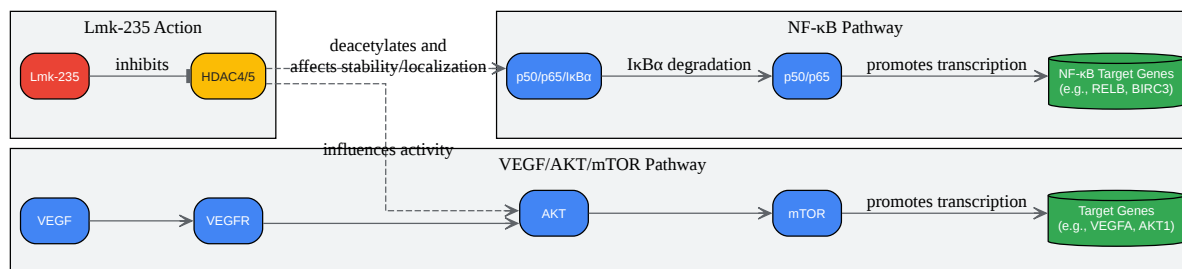 Lmk-235 Action
NF-κB Pathway
Lmk-235
inhibits
HDAC4/5
deacetylates and
affects stability/localization
p50/p65/IκBα
IκBα degradation
p50/p65
promotes transcription
NF-κB Target Genes
(e.g., RELB, BIRC3)
influences activity
VEGF/AKT/mTOR Pathway
VEGF
VEGFR
AKT
mTOR
promotes transcription
Target Genes
(e.g., VEGFA, AKT1)